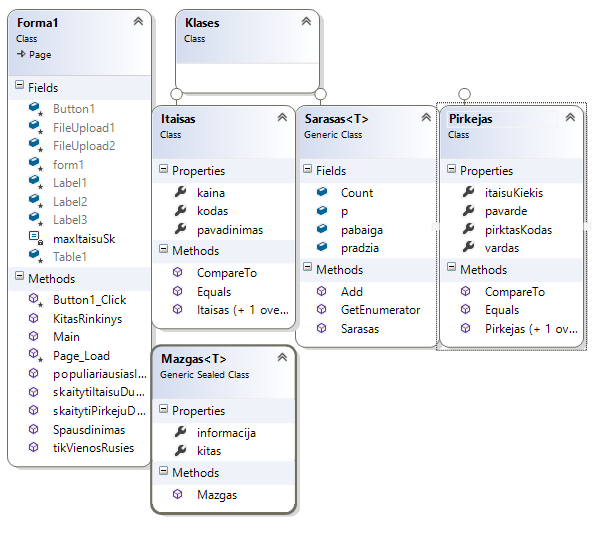 Forma1
Class
Page
Fields
Button1
FileUpload1
FileUpload2
form1
Label1
Label2
Label3
maxItaisuSk
Table1
Methods
Button1_Click
KitasRinkinys
Main
Page_Load
populiariausiasI...
skaitytiItaisuDu...
skaitytiPirkejuD...
Spausdinimas
tikVienosRusies
Klases
Class
Itaisas
Class
Properties
kaina
kodas
pavadinimas
Methods
CompareTo
Equals
Itaisas (+ 1 ove...
Sarasas<T>
Generic Class
Fields
Count
p
pabaiga
pradzia
Methods
Add
GetEnumerator
Sarasas
Pirkejas
Class
Properties
itaisuKiekis
pavarde
pirktasKodas
vardas
Methods
CompareTo
Equals
Pirkejas (+ 1 ov...
Mazgas<T>
Generic Sealed Class
Properties
informacija
kitas
Methods
Mazgas